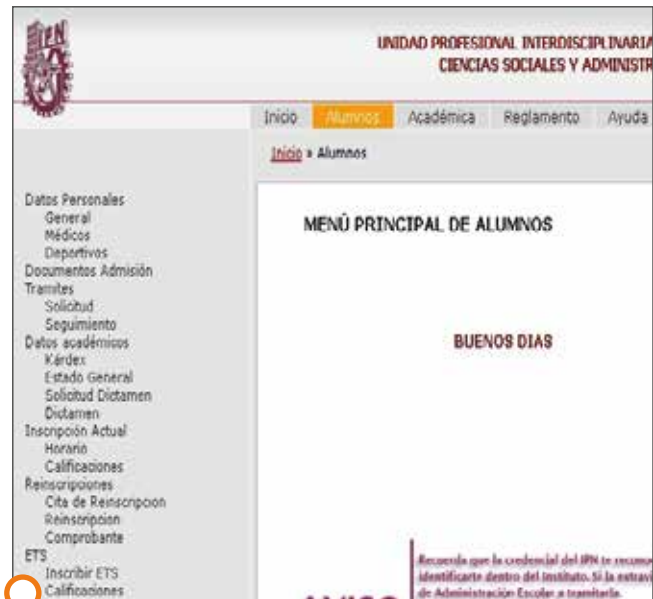 IPN
UNIDAD PROFESIONAL INTERDISCIPLINARIA
CIENCIAS SOCIALES Y ADMINISTR
Inicio Alumnos Académica Reglamento Ayuda
Inicio » Alumnos
MENÚ PRINCIPAL DE ALUMNOS
BUENOS DIAS
Datos Personales
General
Médicos
Deportivos
Documentos Admisión
Tramites
Solicitud
Seguimiento
Datos académicos
Kárdex
Estado General
Solicitud Dictamen
Dictamen
Inscripción Actual
Horario
Calificaciones
Reinscripciones
Cita de Reinscripcion
Reinscripcion
Comprobante
ETS
Inscribir ETS
Calificaciones
Recuerda que la credencial del IPN te reconoc
identificarte dentro del Instituto. Si la extravi
de Administración Escolar a tramitarla.
AVISO